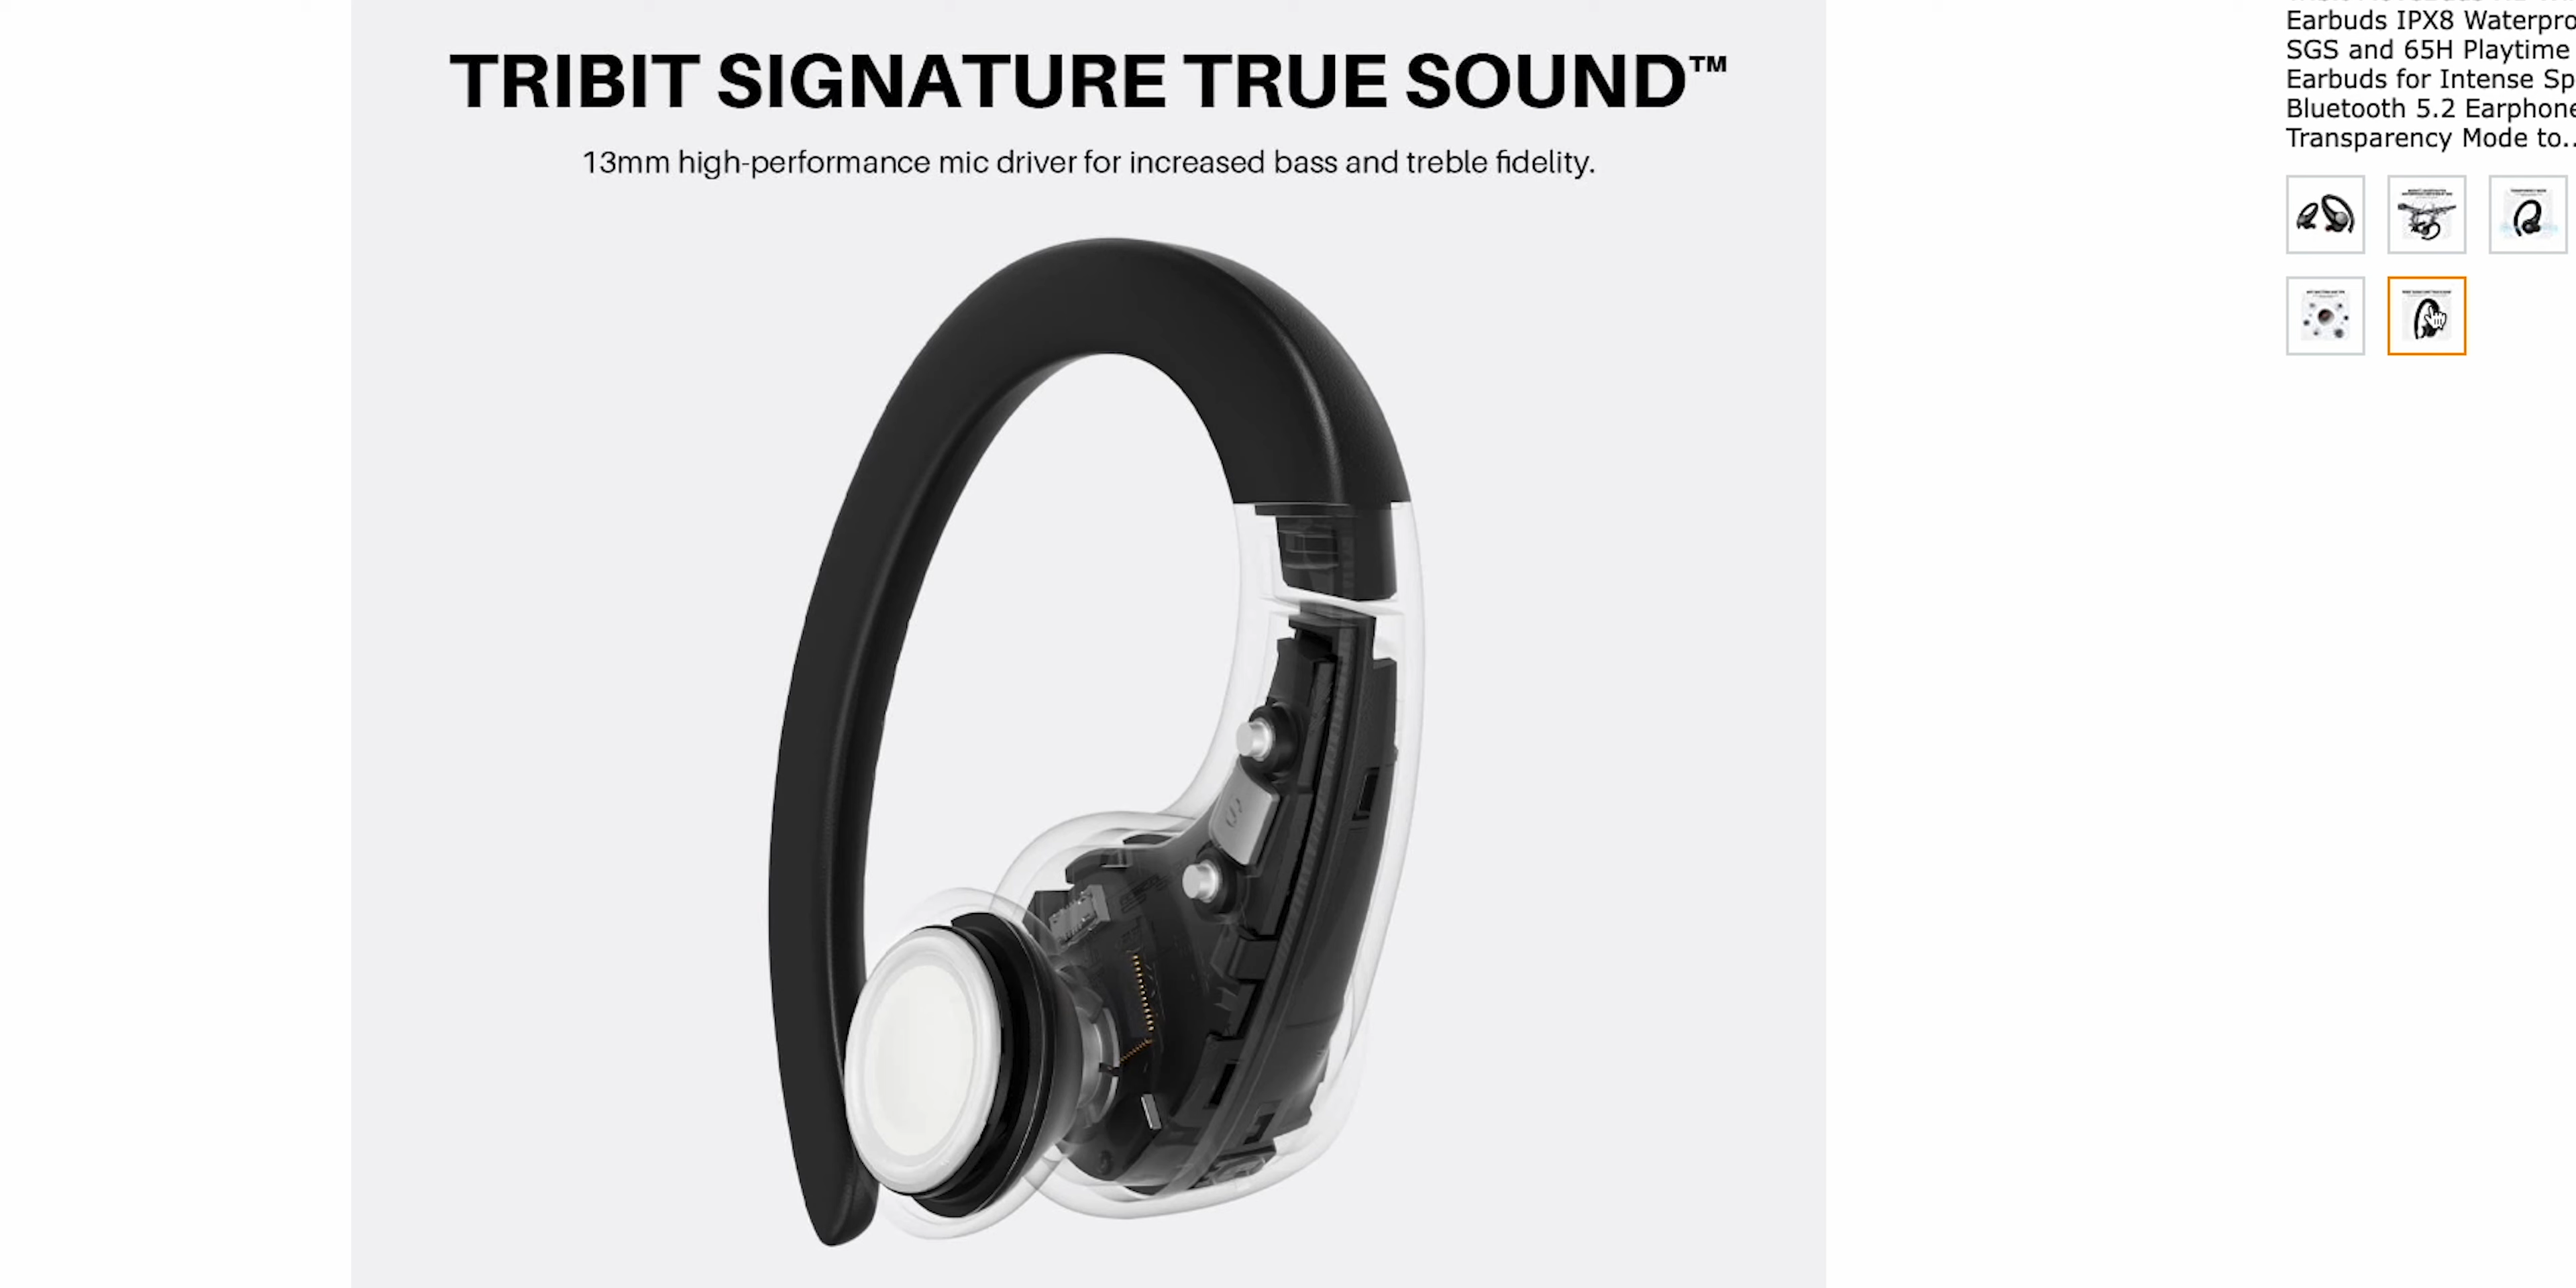 TRIBIT SIGNATURE TRUE SOUND™
13mm high-performance mic driver for increased bass and treble fidelity.
Earbuds IPX8 Waterpro
SGS and 65H Playtime
Earbuds for Intense Sp
Bluetooth 5.2 Earphone
Transparency Mode to..